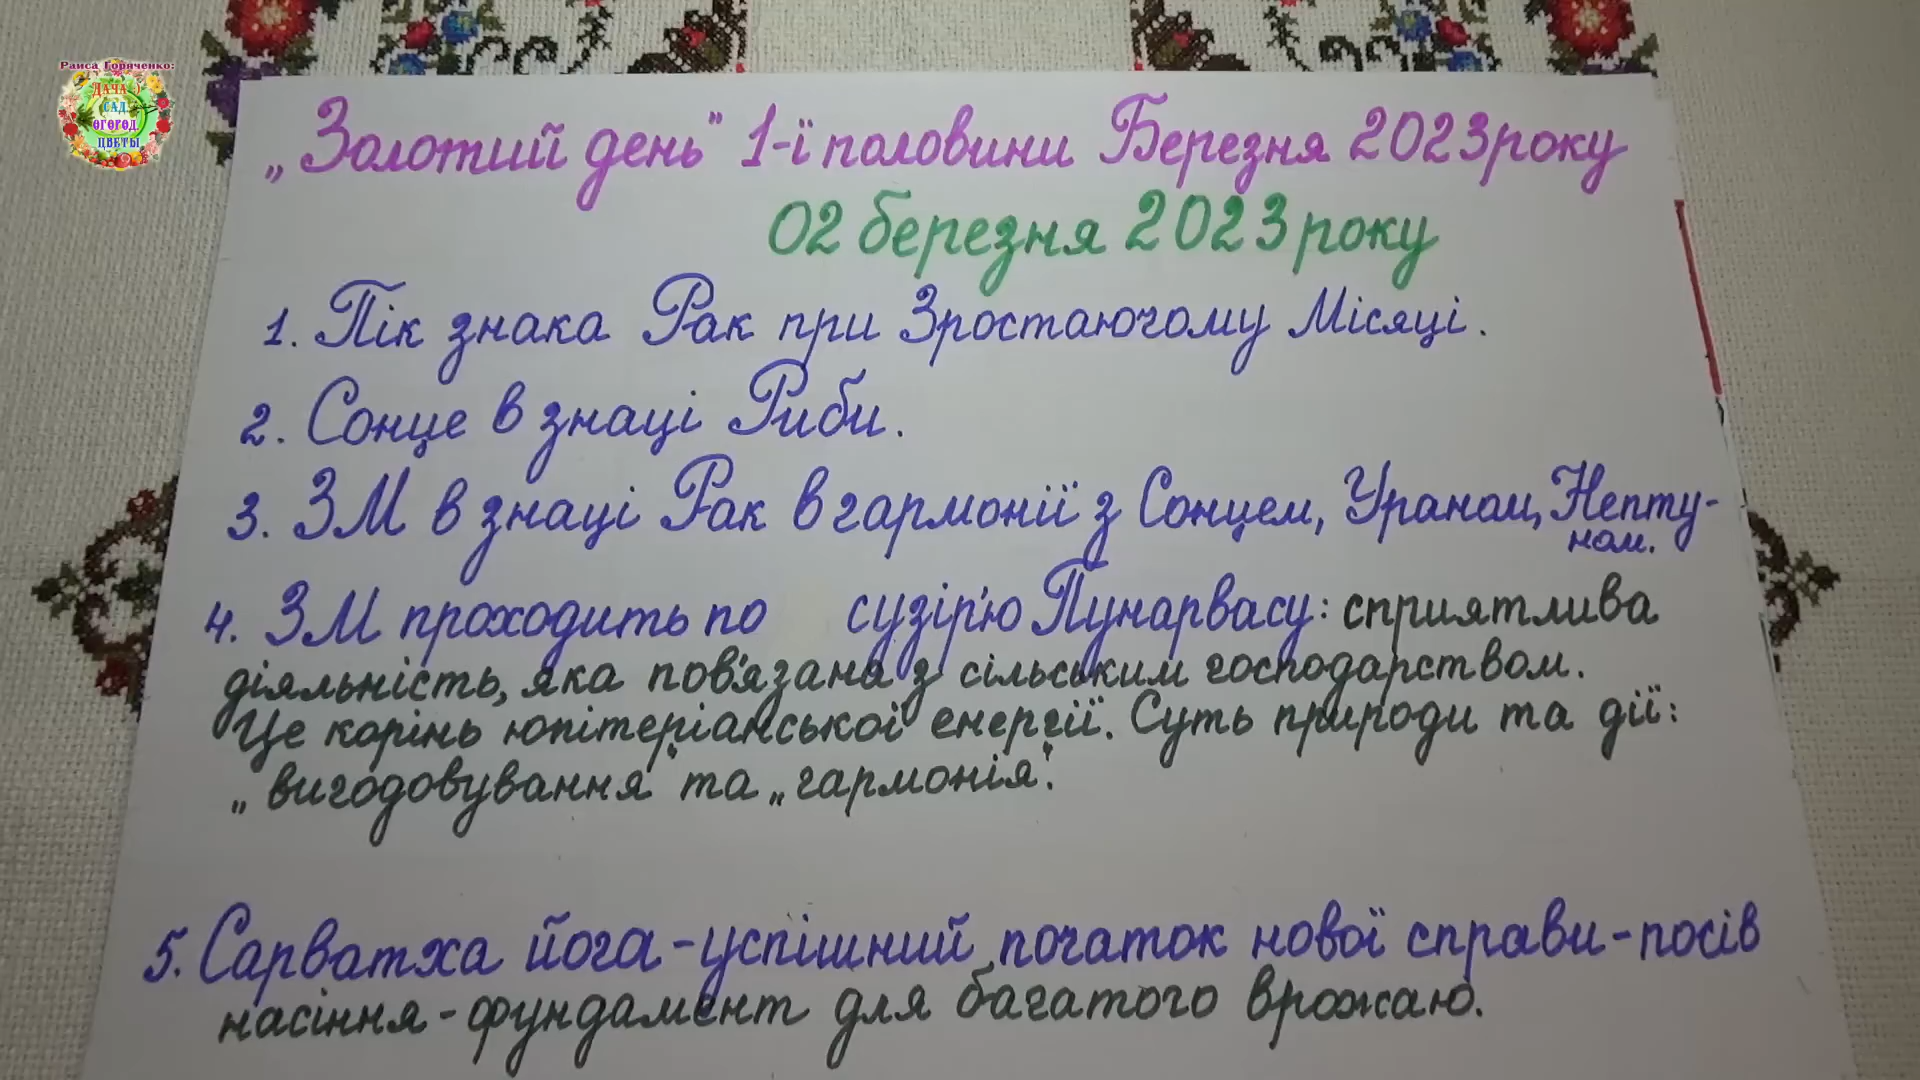 Раиса Горяченко:
ДАЧА
САД.
ОГОРОД.
ЦВЕТЫ
„Золотий день" 1-ї половини Березня 2023 року
02 березня 2023 року
1. Пік знака Рак при Зростаючому Місяці.
2. Сонце в знаці Риби.
3. ЗМ в знаці Рак в гармонії з Сонцем, Ураном, Непту-
ном.
4. ЗМ проходить по сузір'ю Пунарвасу: сприятлива
діяльність, яка пов'язана з сільським господарством.
Це корінь юпітеріанської енергії. Суть природи та дії:
„вигодовування" та „гармонія".
5. Сарватха йога - успішний початок нової справи - посів
насіння - фундамент для багатого врожаю.